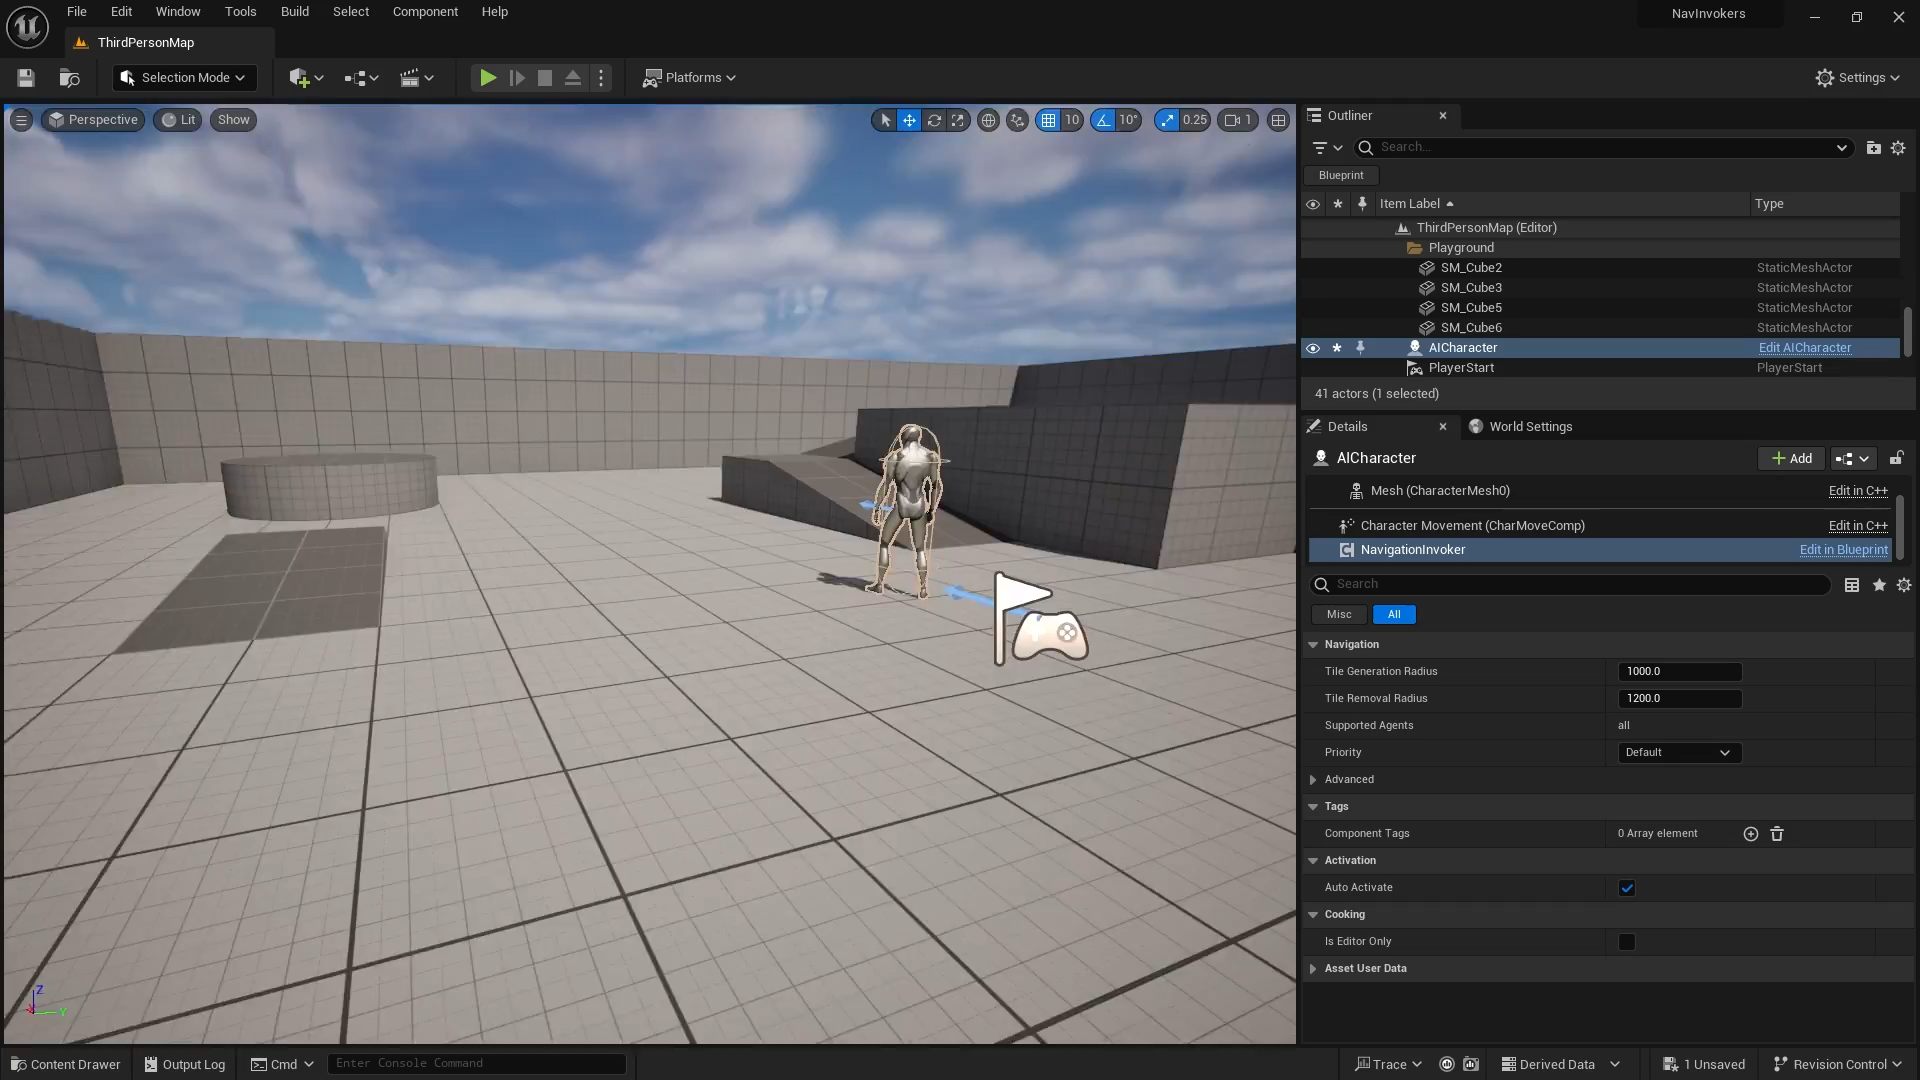 File Edit Window Tools Build Select Component Help
NavInvokers
ThirdPersonMap
Selection Mode
Platforms
Settings
Perspective Lit Show
10 10° 0.25 1
Outliner
Search...
Blueprint
Item Label Type
ThirdPersonMap (Editor)
Playground
SM_Cube2 StaticMeshActor
SM_Cube3 StaticMeshActor
SM_Cube5 StaticMeshActor
SM_Cube6 StaticMeshActor
AICharacter Edit AICharacter
PlayerStart PlayerStart
41 actors (1 selected)
Details World Settings
AICharacter Add
Mesh (CharacterMesh0) Edit in C++
Character Movement (CharMoveComp) Edit in C++
NavigationInvoker Edit in Blueprint
Search
Misc All
Navigation
Tile Generation Radius 1000.0
Tile Removal Radius 1200.0
Supported Agents all
Priority Default
Advanced
Tags
Component Tags 0 Array element
Activation
Auto Activate
Cooking
Is Editor Only
Asset User Data
Z
X
Y
Content Drawer Output Log Cmd Enter Console Command Trace Derived Data 1 Unsaved Revision Control